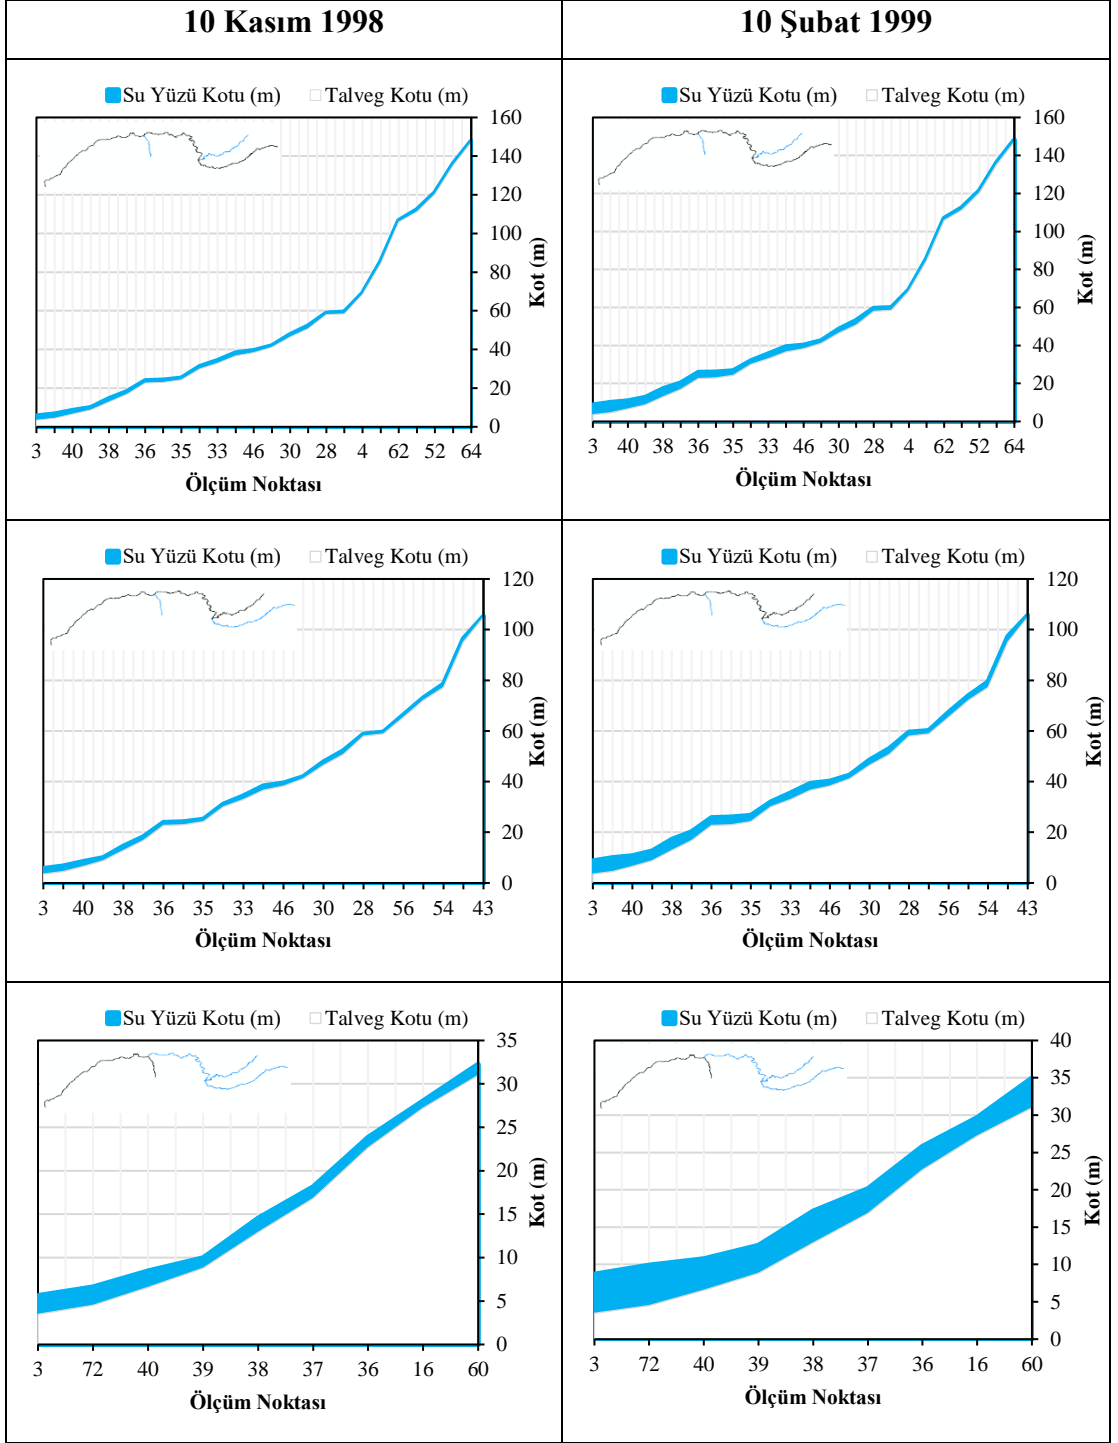 10 Kasım 1998
10 Şubat 1999
Su Yüzü Kotu (m) Talveg Kotu (m)
160
140
120
100
80
60
40
20
0
Kot (m)
3 40 38 36 35 33 46 30 28 4 62 52 64
Ölçüm Noktası
Su Yüzü Kotu (m) Talveg Kotu (m)
160
140
120
100
80
60
40
20
0
Kot (m)
3 40 38 36 35 33 46 30 28 4 62 52 64
Ölçüm Noktası
Su Yüzü Kotu (m) Talveg Kotu (m)
120
100
80
60
40
20
0
Kot (m)
3 40 38 36 35 33 46 30 28 56 54 43
Ölçüm Noktası
Su Yüzü Kotu (m) Talveg Kotu (m)
120
100
80
60
40
20
0
Kot (m)
3 40 38 36 35 33 46 30 28 56 54 43
Ölçüm Noktası
Su Yüzü Kotu (m) Talveg Kotu (m)
35
30
25
20
15
10
5
0
Kot (m)
3 72 40 39 38 37 36 16 60
Ölçüm Noktası
Su Yüzü Kotu (m) Talveg Kotu (m)
40
35
30
25
20
15
10
5
0
Kot (m)
3 72 40 39 38 37 36 16 60
Ölçüm Noktası